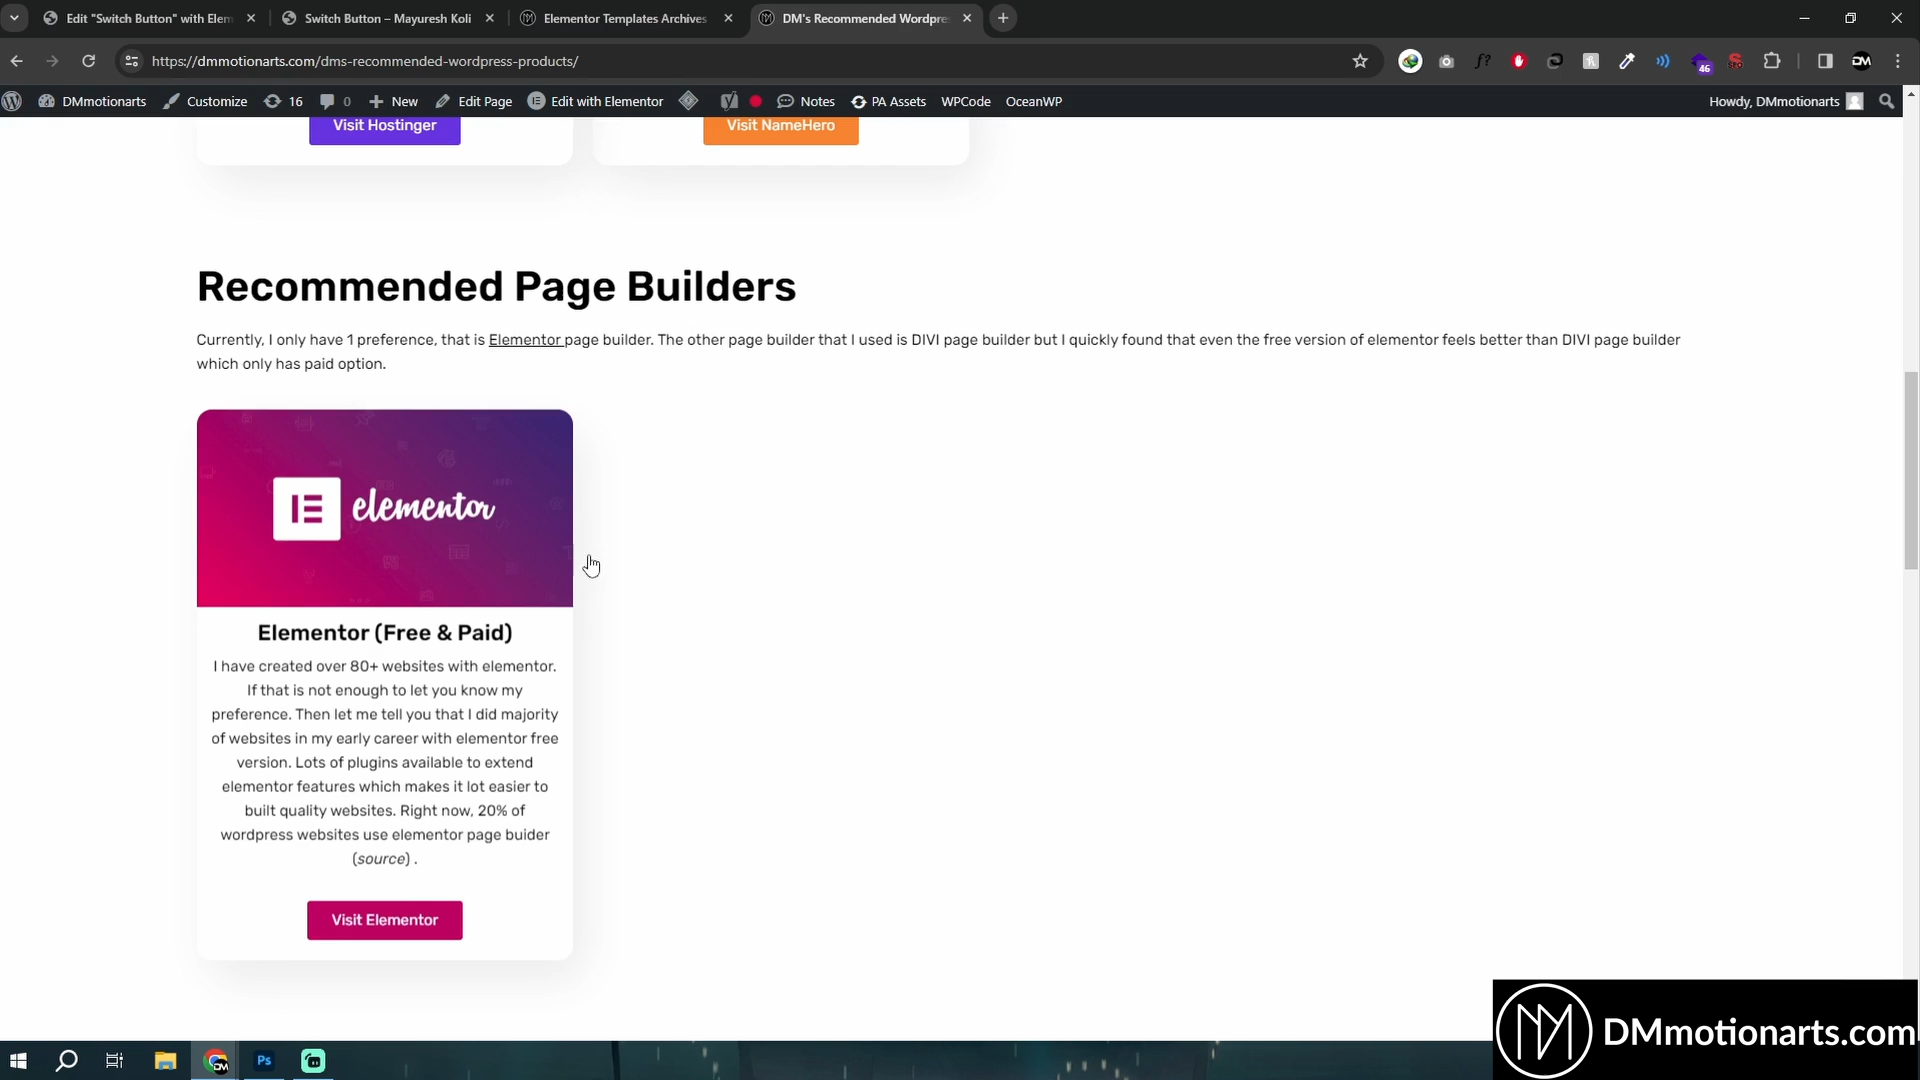 Edit "Switch Button" with Elem
Switch Button – Mayuresh Koli
Elementor Templates Archives
DM's Recommended Wordpre
https://dmmotionarts.com/dms-recommended-wordpress-products/
46
DM
DMmotionarts
Customize
16
0
New
Edit Page
Edit with Elementor
Notes
PA Assets
WPCode
OceanWP
Howdy, DMmotionarts
Visit Hostinger
Visit NameHero
Recommended Page Builders
Currently, I only have 1 preference, that is Elementor page builder. The other page builder that I used is DIVI page builder but I quickly found that even the free version of elementor feels better than DIVI page builder
which only has paid option.
elementor
Elementor (Free & Paid)
I have created over 80+ websites with elementor.
If that is not enough to let you know my
preference. Then let me tell you that I did majority
of websites in my early career with elementor free
version. Lots of plugins available to extend
elementor features which makes it lot easier to
built quality websites. Right now, 20% of
wordpress websites use elementor page buider
(source) .
Visit Elementor
DMmotionarts.com
Ps